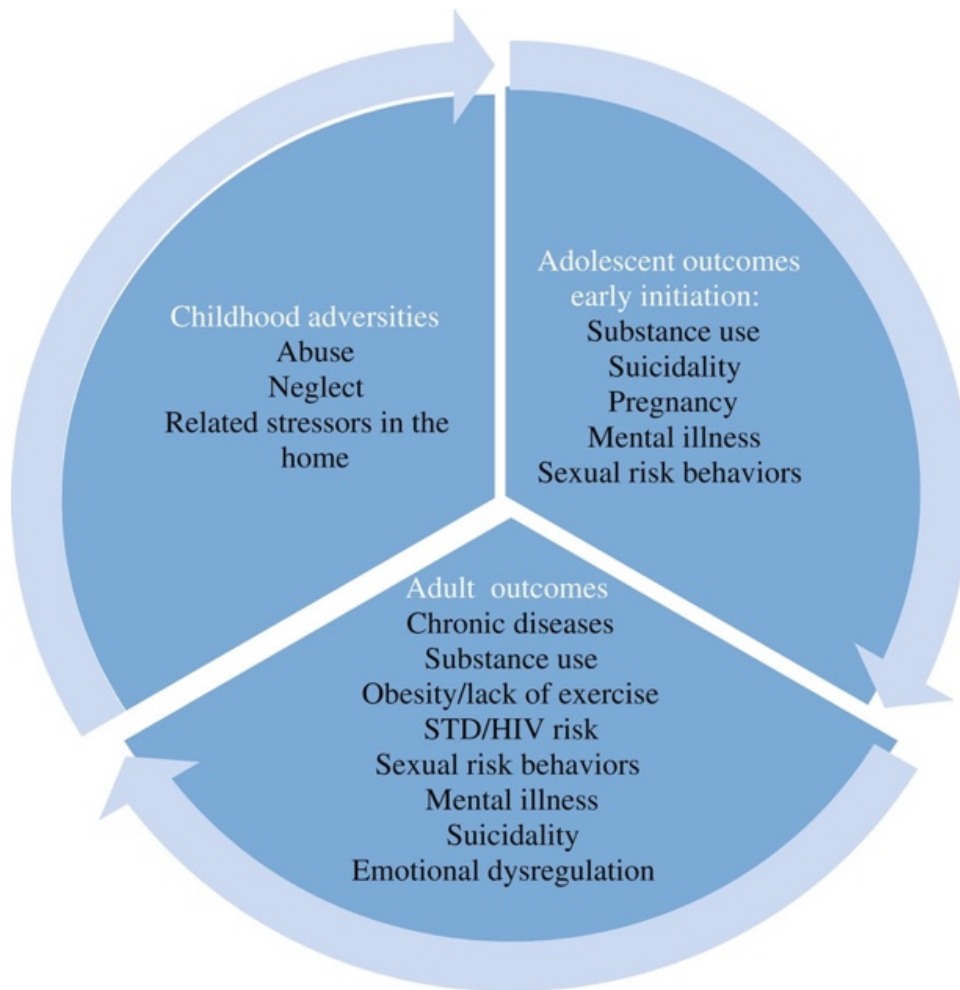 Childhood adversities
Abuse
Neglect
Related stressors in the
home
Adolescent outcomes
early initiation:
Substance use
Suicidality
Pregnancy
Mental illness
Sexual risk behaviors
Adult outcomes
Chronic diseases
Substance use
Obesity/lack of exercise
STD/HIV risk
Sexual risk behaviors
Mental illness
Suicidality
Emotional dysregulation